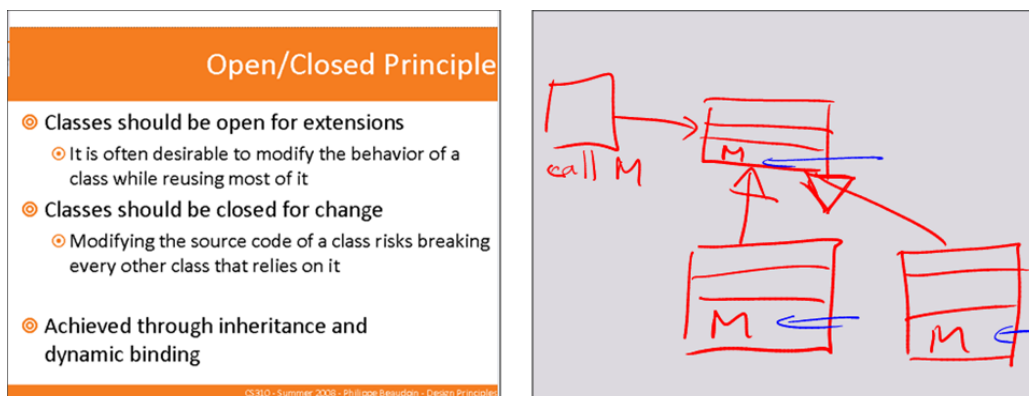 Open/Closed Principle
Classes should be open for extensions
It is often desirable to modify the behavior of a
class while reusing most of it
Classes should be closed for change
Modifying the source code of a class risks breaking
every other class that relies on it
Achieved through inheritance and
dynamic binding
CS310 - Summer 2008 - Philippe Beaudoin - Design Principles
call M
M
M
M